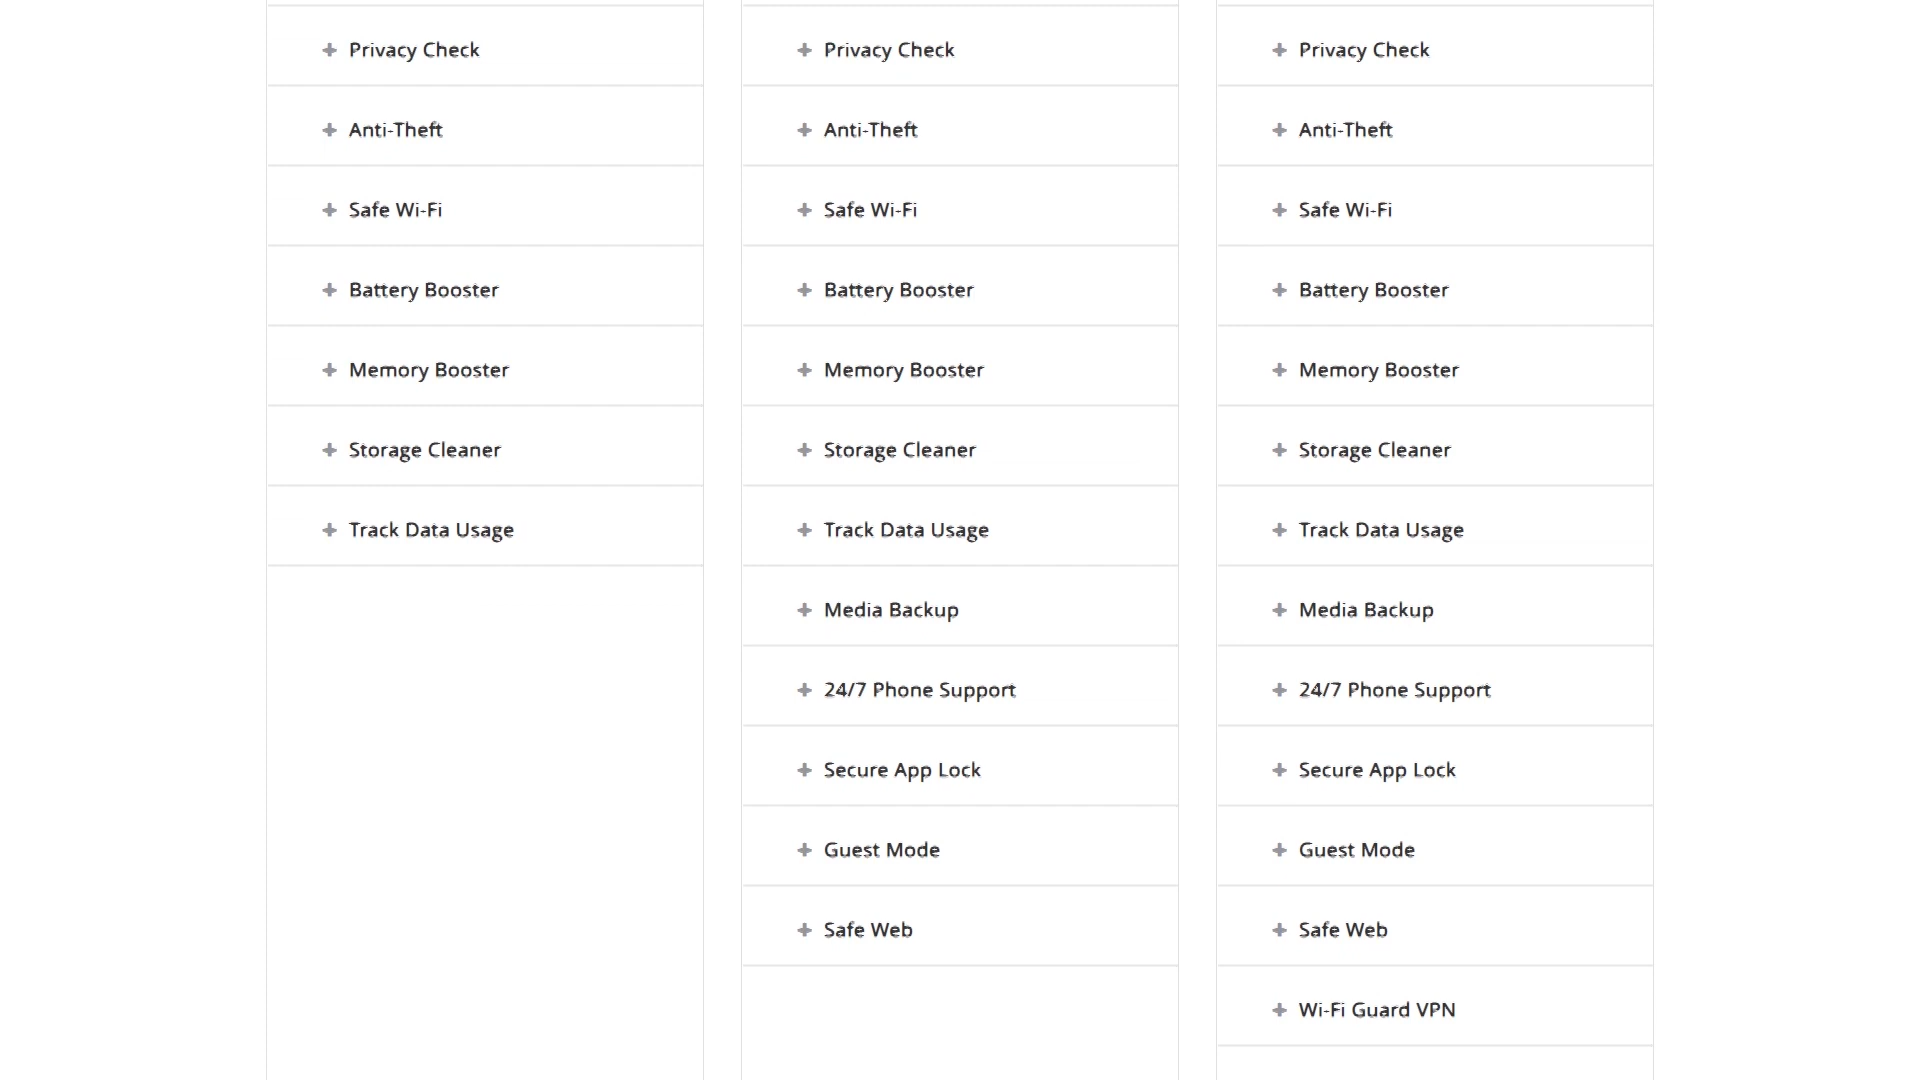 Privacy Check
Anti-Theft
Safe Wi-Fi
Battery Booster
Memory Booster
Storage Cleaner
Track Data Usage
Privacy Check
Anti-Theft
Safe Wi-Fi
Battery Booster
Memory Booster
Storage Cleaner
Track Data Usage
Media Backup
24/7 Phone Support
Secure App Lock
Guest Mode
Safe Web
Privacy Check
Anti-Theft
Safe Wi-Fi
Battery Booster
Memory Booster
Storage Cleaner
Track Data Usage
Media Backup
24/7 Phone Support
Secure App Lock
Guest Mode
Safe Web
Wi-Fi Guard VPN